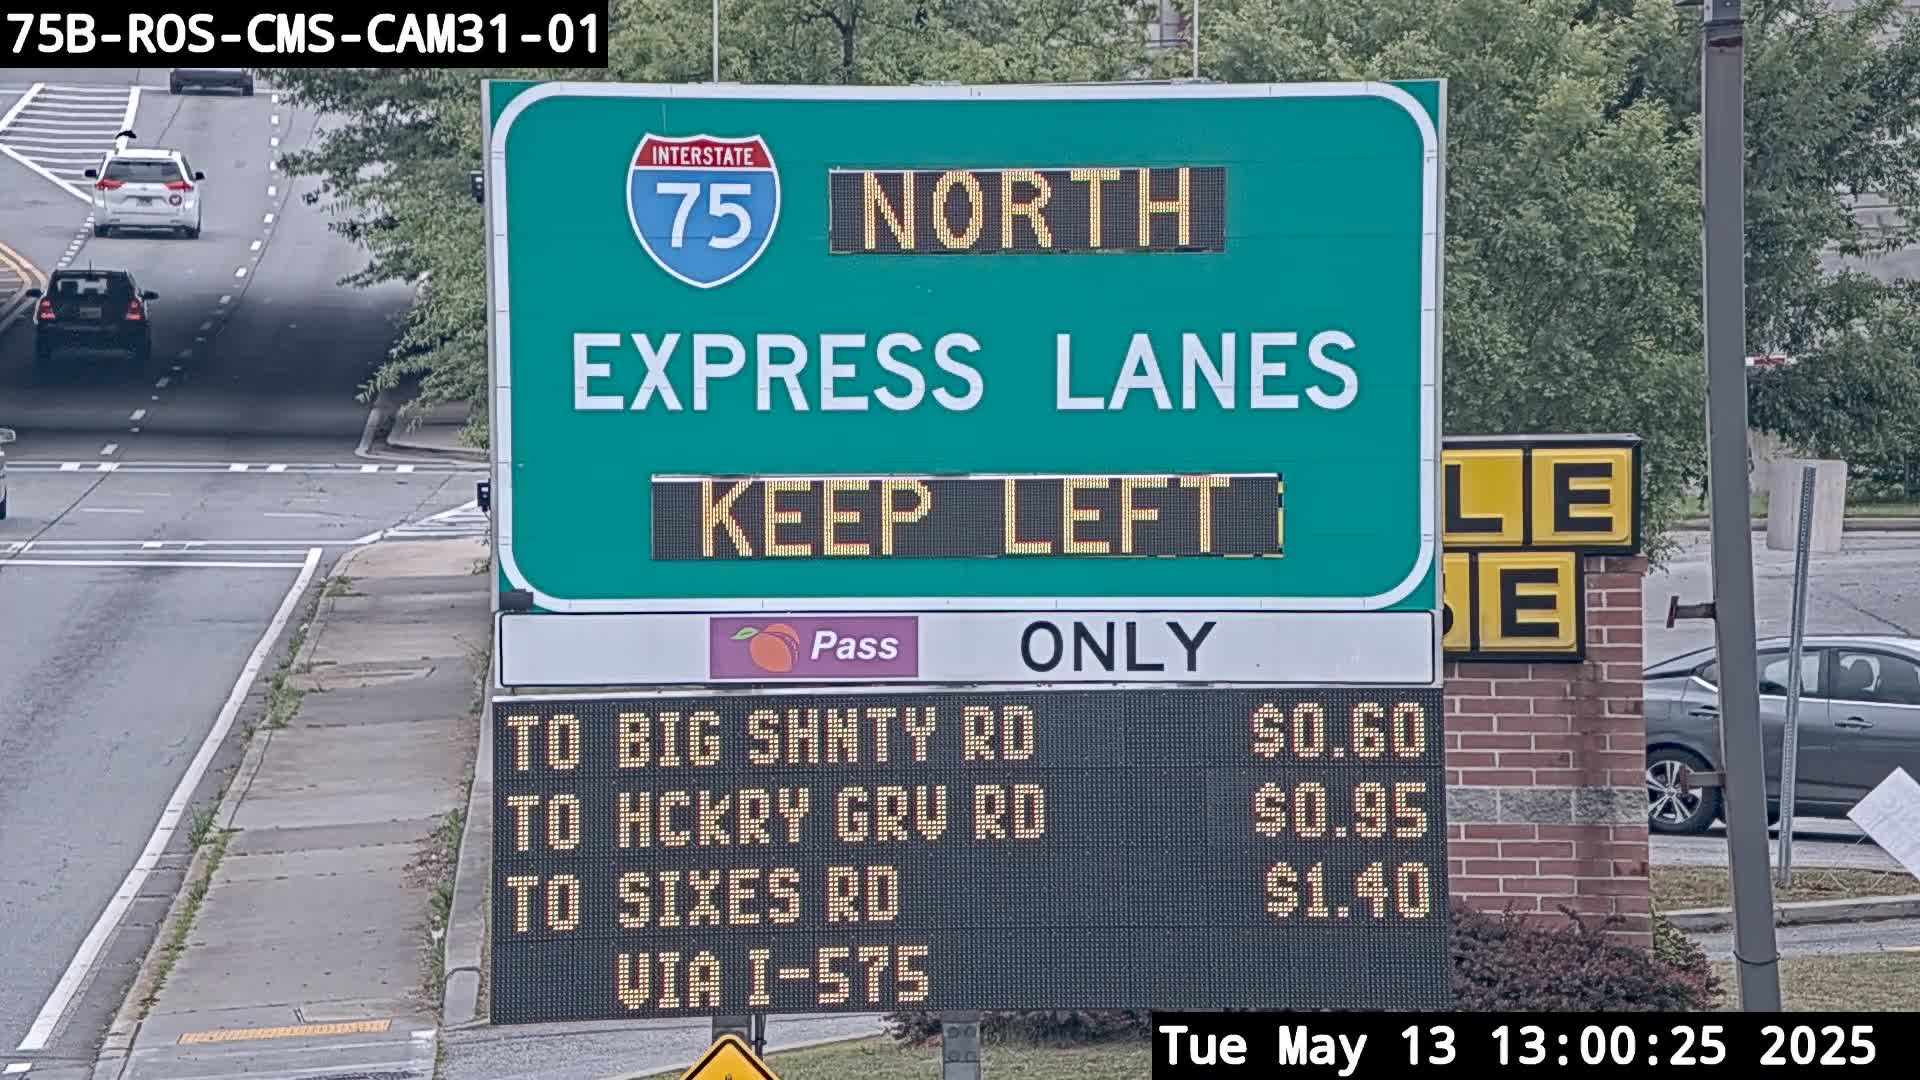 75B-ROS-CMS-CAM31-01
INTERSTATE
75
NORTH
EXPRESS LANES
KEEP LEFT
Pass ONLY
TO BIG SHNTY RD $0.60
TO HCKRY GRV RD $0.95
TO SIXES RD $1.40
VIA I-575
LE
E
Tue May 13 13:00:25 2025